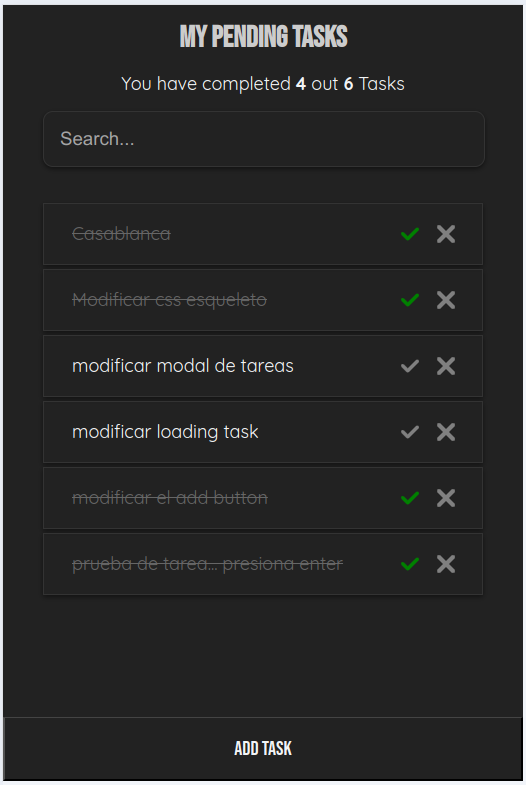 MY PENDING TASKS
You have completed 4 out 6 Tasks
Search...
Casablanca
Modificar css esqueleto
modificar modal de tareas
modificar loading task
modificar el add button
prueba de tarea... presiona enter
ADD TASK